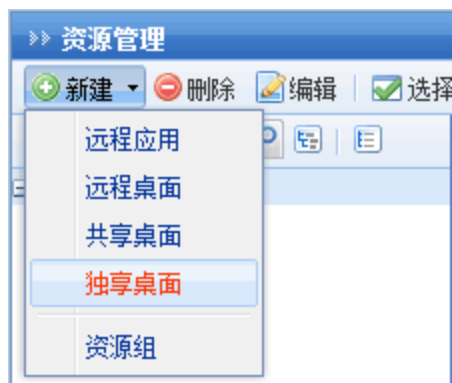 资源管理
新建 删除 编辑 选择
远程应用
远程桌面
共享桌面
独享桌面
资源组